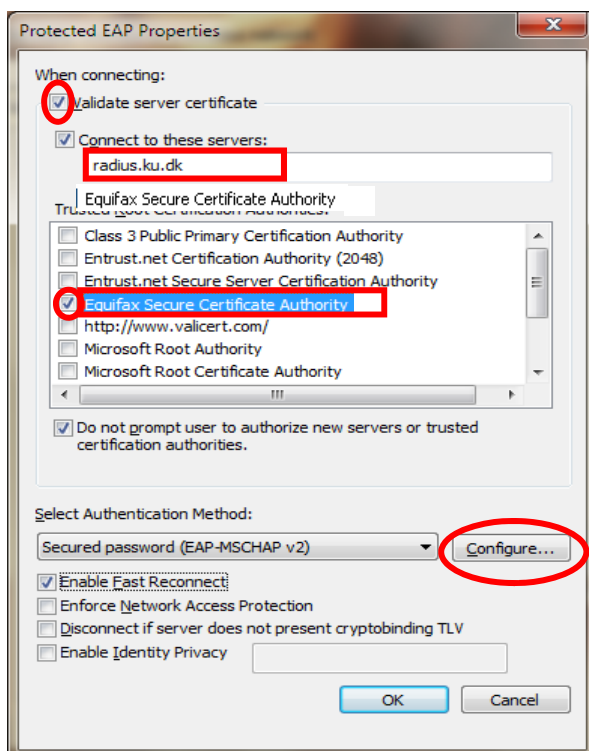 Protected EAP Properties
When connecting:
Validate server certificate
Connect to these servers:
radius.ku.dk
Equifax Secure Certificate Authority
Trusted Root Certification Authorities:
Class 3 Public Primary Certification Authority
Entrust.net Certification Authority (2048)
Entrust.net Secure Server Certification Authority
Equifax Secure Certificate Authority
http://www.valicert.com/
Microsoft Root Authority
Microsoft Root Certificate Authority
Do not prompt user to authorize new servers or trusted
certification authorities.
Select Authentication Method:
Secured password (EAP-MSCHAP v2)
Configure...
Enable Fast Reconnect
Enforce Network Access Protection
Disconnect if server does not present cryptobinding TLV
Enable Identity Privacy
OK
Cancel